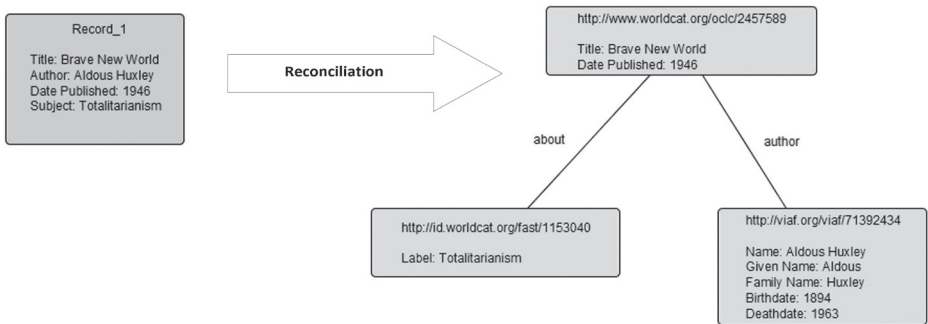 Record_1
Title: Brave New World
Author: Aldous Huxley
Date Published: 1946
Subject: Totalitarianism
Reconciliation
http://www.worldcat.org/oclc/2457589
Title: Brave New World
Date Published: 1946
about
author
http://id.worldcat.org/fast/1153040
Label: Totalitarianism
http://viaf.org/viaf/71392434
Name: Aldous Huxley
Given Name: Aldous
Family Name: Huxley
Birthdate: 1894
Deathdate: 1963